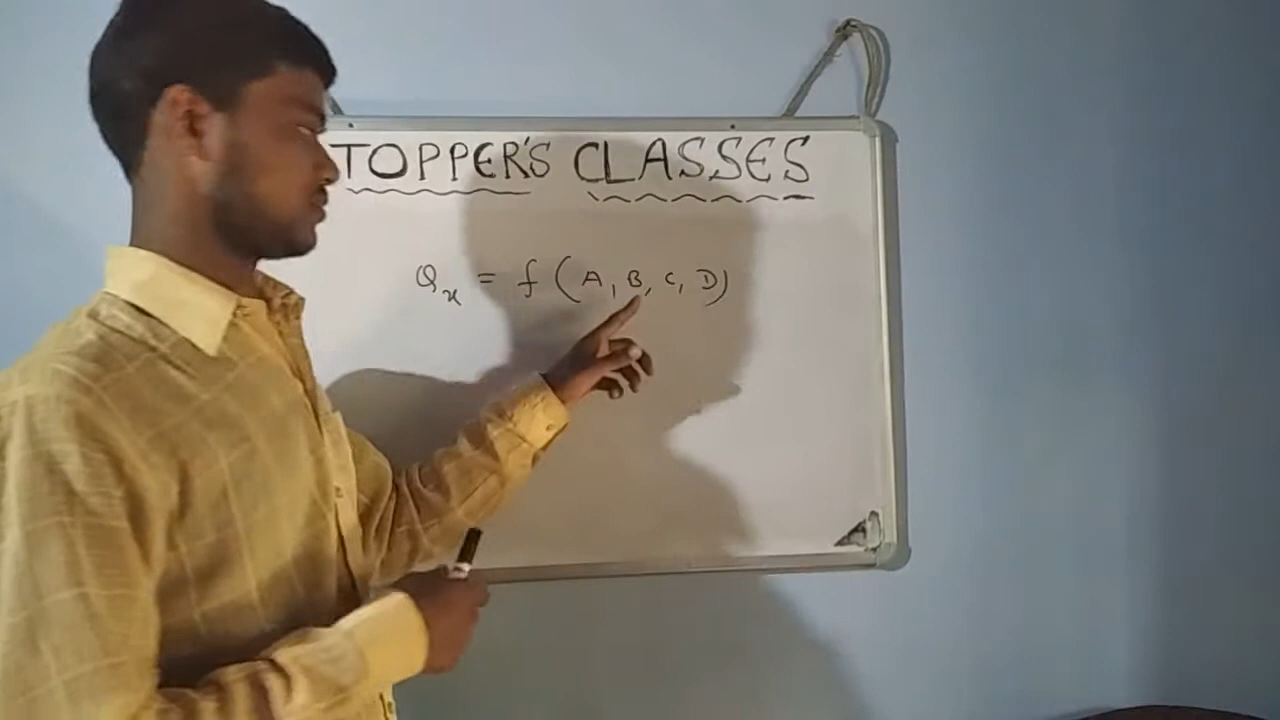 TOPPER'S CLASSES
Qx = f (A, B, C, D)